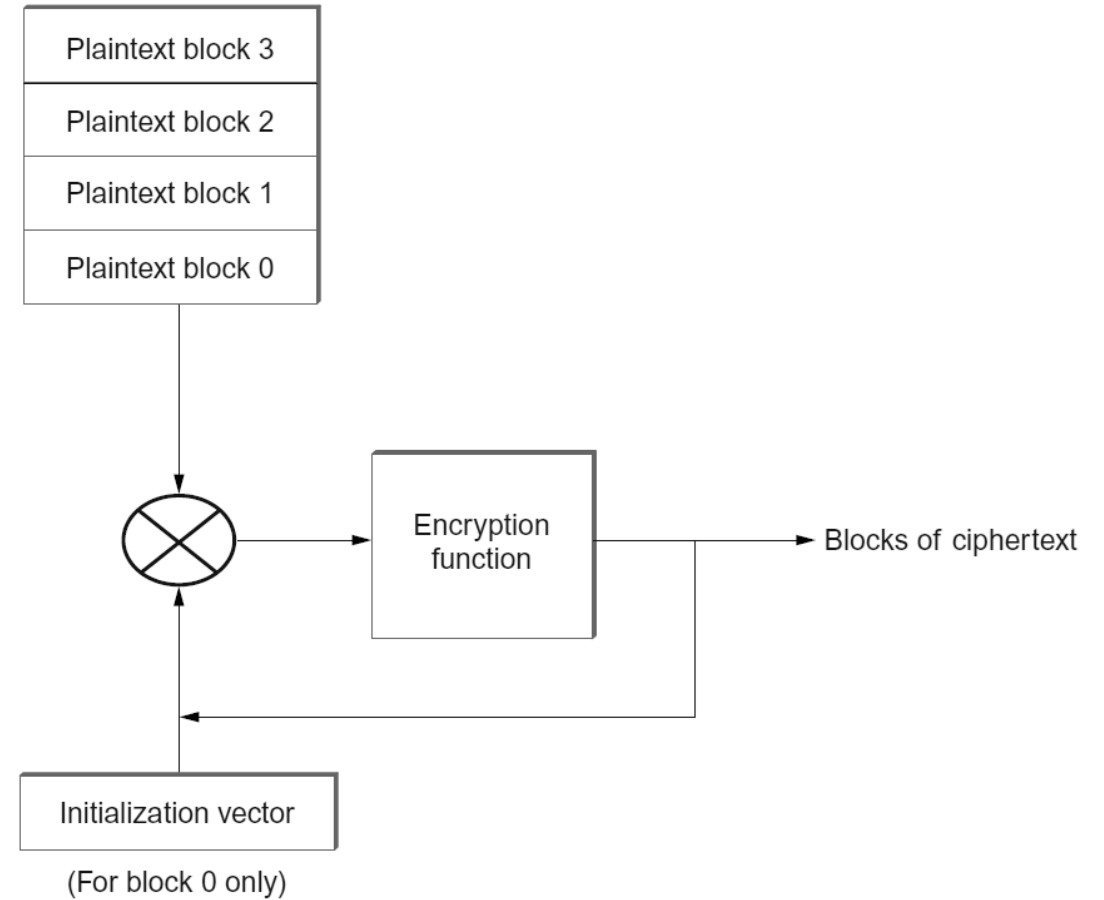 Plaintext block 3
Plaintext block 2
Plaintext block 1
Plaintext block 0
Encryption
function
Blocks of ciphertext
Initialization vector
(For block 0 only)